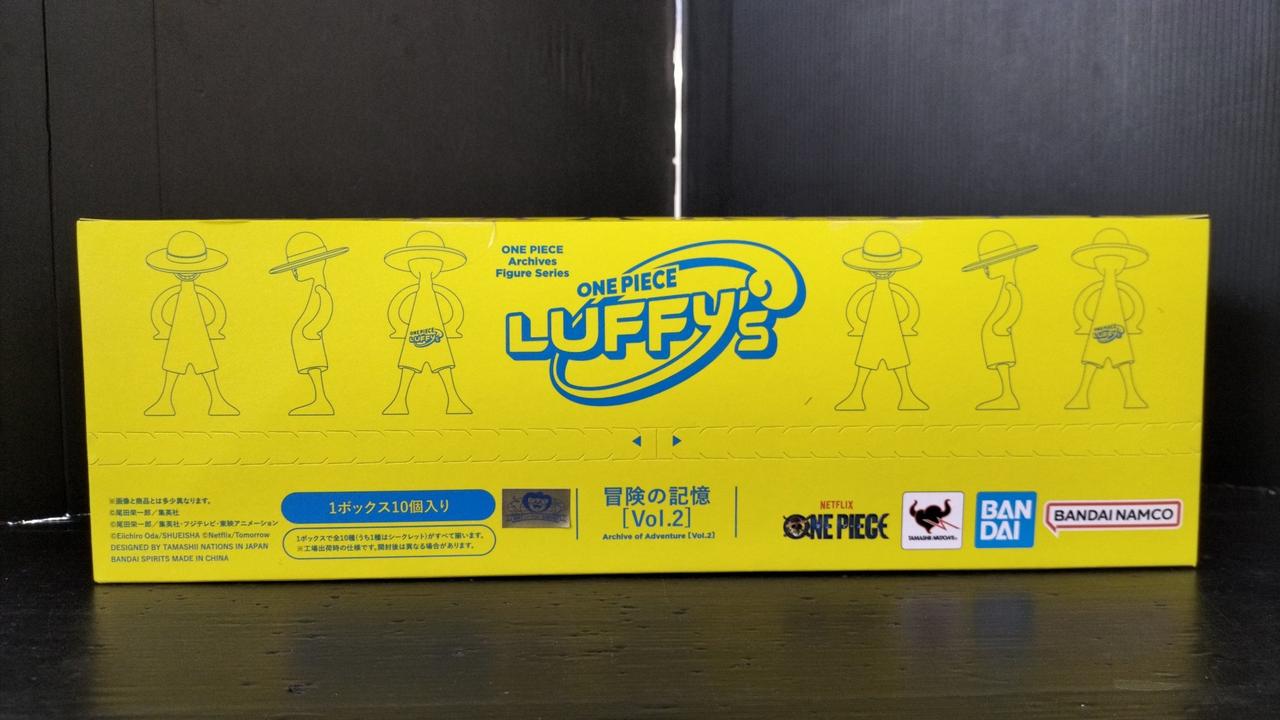 ONE PIECE
Archives
Figure Series
ONE PIECE
LUFFY's
ONE PIECE
LUFFY's
ONE PIECE
LUFFY's
※画像と商品とは多少異なります。
©尾田栄一郎／集英社
©尾田栄一郎／集英社・フジテレビ・東映アニメーション
©Eiichiro Oda/SHUEISHA ©Netflix/Tomorrow
DESIGNED BY TAMASHII NATIONS IN JAPAN
BANDAI SPIRITS MADE IN CHINA
1ボックス10個入り
1ボックスで全10種(うち1種はシークレット)がすべて揃います。
※工場出荷時の仕様です。開封後は異なる場合があります。
冒険の記憶
[Vol.2]
Archive of Adventure [Vol.2]
NETFLIX
ONE PIECE
TAMASHII NATIONS
BAN
DAI
BANDAI NAMCO